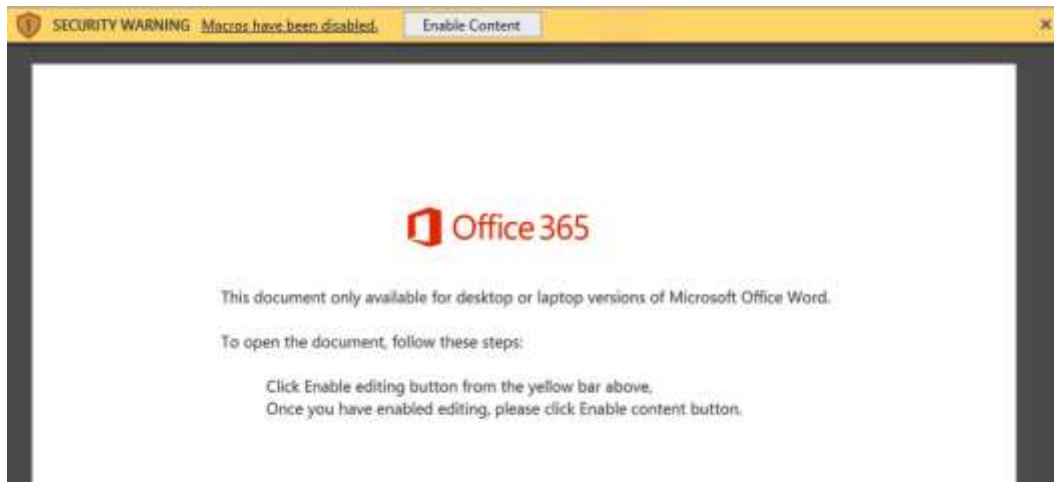 SECURITY WARNING Macros have been disabled. Enable Content
Office 365
This document only available for desktop or laptop versions of Microsoft Office Word.
To open the document, follow these steps:
Click Enable editing button from the yellow bar above,
Once you have enabled editing, please click Enable content button.